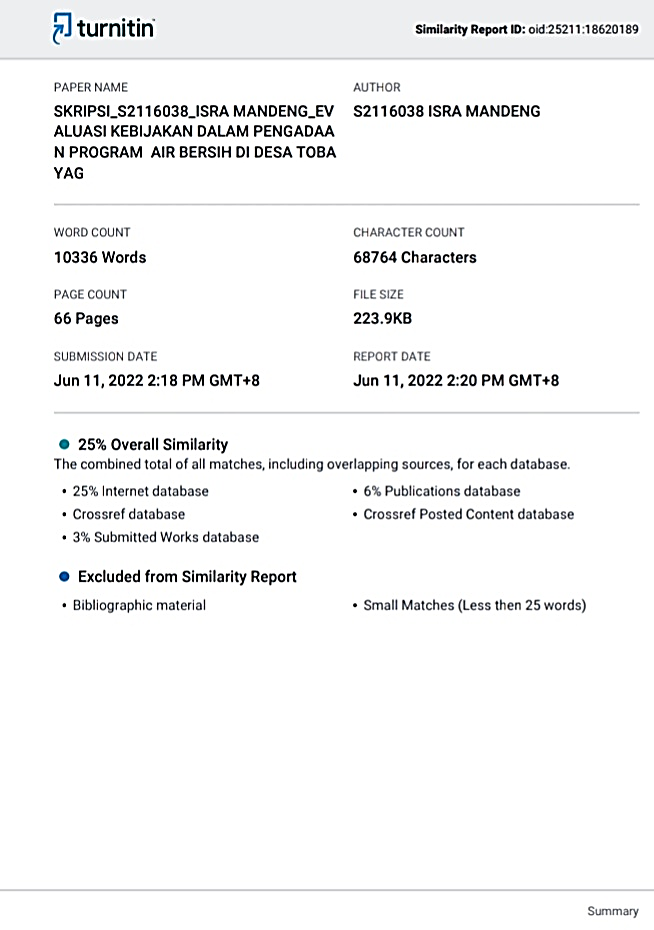 turnitin
Similarity Report ID: oid:25211:18620189
PAPER NAME
SKRIPSI_S2116038_ISRA MANDENG_EV
ALUASI KEBIJAKAN DALAM PENGADAA
N PROGRAM  AIR BERSIH DI DESA TOBA
YAG
AUTHOR
S2116038 ISRA MANDENG
WORD COUNT
10336 Words
CHARACTER COUNT
68764 Characters
PAGE COUNT
66 Pages
FILE SIZE
223.9KB
SUBMISSION DATE
Jun 11, 2022 2:18 PM GMT+8
REPORT DATE
Jun 11, 2022 2:20 PM GMT+8
25% Overall Similarity
The combined total of all matches, including overlapping sources, for each database.
• 25% Internet database
• 6% Publications database
• Crossref database
• Crossref Posted Content database
• 3% Submitted Works database
Excluded from Similarity Report
• Bibliographic material
• Small Matches (Less then 25 words)
Summary